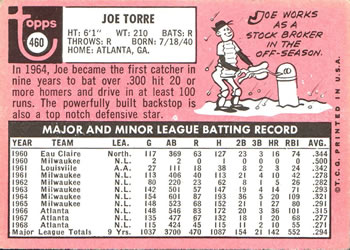 Topps
460
JOE TORRE
HT: 6'1" WT: 210 BATS: R
THROWS: R BORN: 7/18/40
HOME: ATLANTA, GA.
In 1964, Joe became the first catcher in
nine years to bat over .300 hit 20 or
more homers and drive in at least 100
runs. The powerfully built backstop is
also a top notch defensive star.
JOE WORKS
AS A
STOCK BROKER
IN THE
OFF-SEASON.
MAJOR AND MINOR LEAGUE BATTING RECORD
YEAR TEAM LEA G AB R H 2B 3B HR RBI AVG.
1960 Eau Claire North. 117 369 63 127 23 3 16 74 .344
1960 Milwaukee N.L. 2 2 0 1 0 0 0 0 .500
1961 Louisville A.A. 27 111 18 38 8 2 3 24 .342
1961 Milwaukee N.L. 113 406 40 113 21 4 10 42 .278
1962 Milwaukee N.L. 80 220 23 62 8 1 5 26 .282
1963 Milwaukee N.L. 142 501 57 147 19 4 14 71 .293
1964 Milwaukee N.L. 154 601 87 193 36 5 20 109 .321
1965 Milwaukee N.L. 148 523 68 152 21 1 27 80 .291
1966 Atlanta N.L. 148 546 83 172 20 3 36 101 .315
1967 Atlanta N.L. 135 477 67 132 18 1 20 68 .277
1968 Atlanta N.L. 115 424 45 115 11 2 10 55 .271
Major League Totals 9 Yrs. 1037 3700 470 1087 154 552 .294
©T.C.G. PRINTED IN U.S.A.